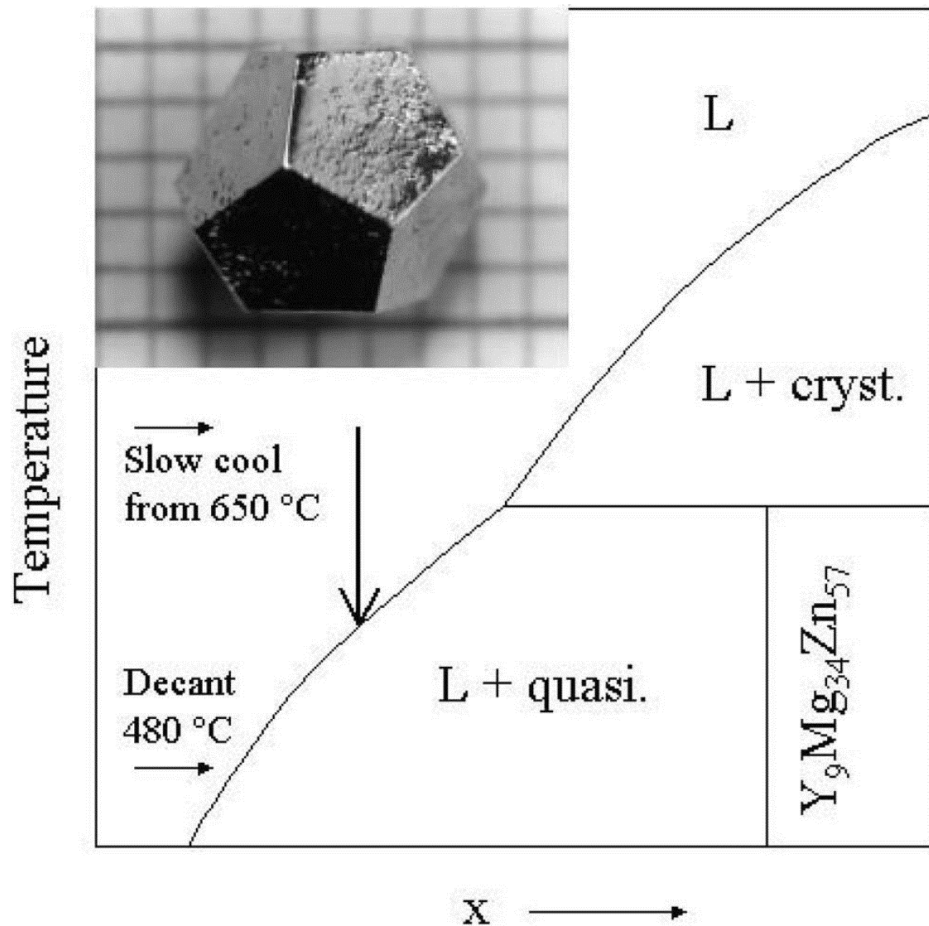 L
L + cryst.
Temperature
Slow cool
from 650 °C
Decant
480 °C
L + quasi.
Y₉Mg₃₄Zn₅₇
x